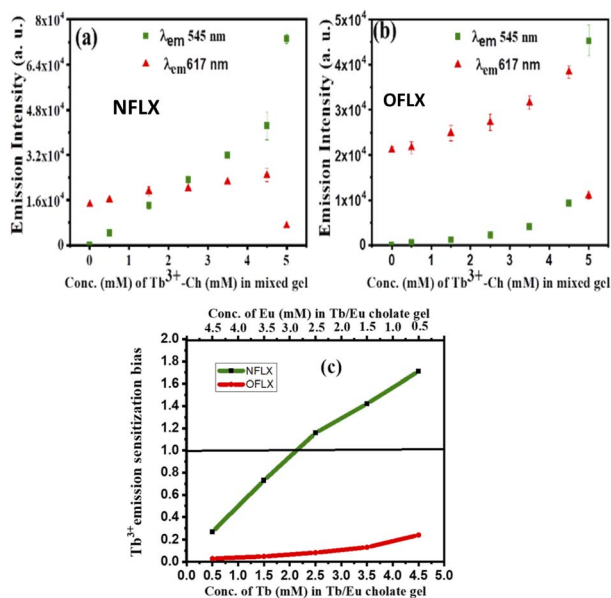 (a)
λem 545 nm
λem617 nm
NFLX
Emission Intensity (a. u.)
8x10⁴
6.4x10⁴
4.8x10⁴
3.2x10⁴
1.6x10⁴
0.0
0 1 2 3 4 5
Conc. (mM) of Tb³⁺-Ch (mM) in mixed gel
(b)
λem 545 nm
λem617 nm
OFLX
Emission Intensity (a. u.)
5x10⁴
4x10⁴
3x10⁴
2x10⁴
1x10⁴
0
0 1 2 3 4 5
Conc. (mM) of Tb³⁺-Ch (mM) in mixed gel
Conc. of Eu (mM) in Tb/Eu cholate gel
4.5 4.0 3.5 3.0 2.5 2.0 1.5 1.0 0.5
(c)
NFLX
OFLX
Tb³⁺ emission sensitization bias
2.0
1.8
1.6
1.4
1.2
1.0
0.8
0.6
0.4
0.2
0.0
0.0 0.5 1.0 1.5 2.0 2.5 3.0 3.5 4.0 4.5 5.0
Conc. of Tb (mM) in Tb/Eu cholate gel